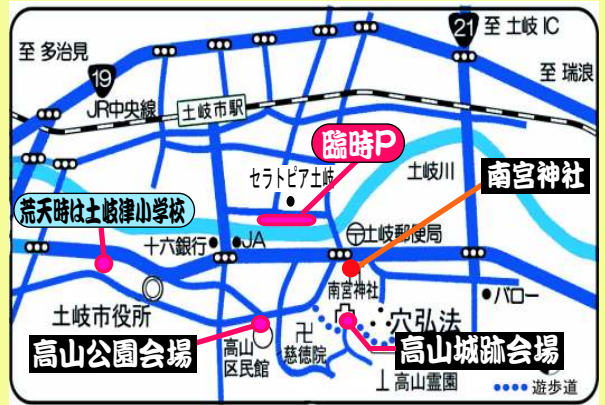 至 多治見
19
21
至 土岐 IC
至 瑞浪
JR中央線
土岐市駅
臨時P
セラトピア土岐
土岐川
南宮神社
荒天時は土岐津小学校
十六銀行
JA
〒土岐郵便局
土岐市役所
南宮神社
バロー
高山公園会場
高山
区民館
卍
慈徳院
穴弘法
高山城跡会場
高山霊園
遊歩道